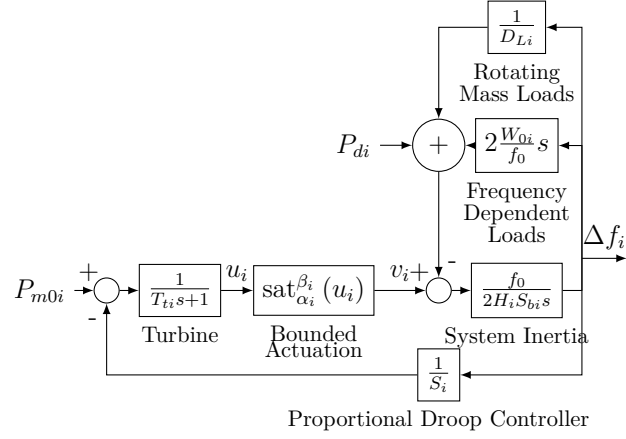 1/D_{Li}
Rotating
Mass Loads
P_{di}
+
2 W_{0i}/f_0 s
Frequency
Dependent
Loads
Δf_i
P_{m0i}
+
-
1/(T_{ti}s+1)
Turbine
u_i
sat_{α_i}^{β_i}(u_i)
Bounded
Actuation
v_i
+
-
f_0/(2H_iS_{bi}s)
System Inertia
1/S_i
Proportional Droop Controller